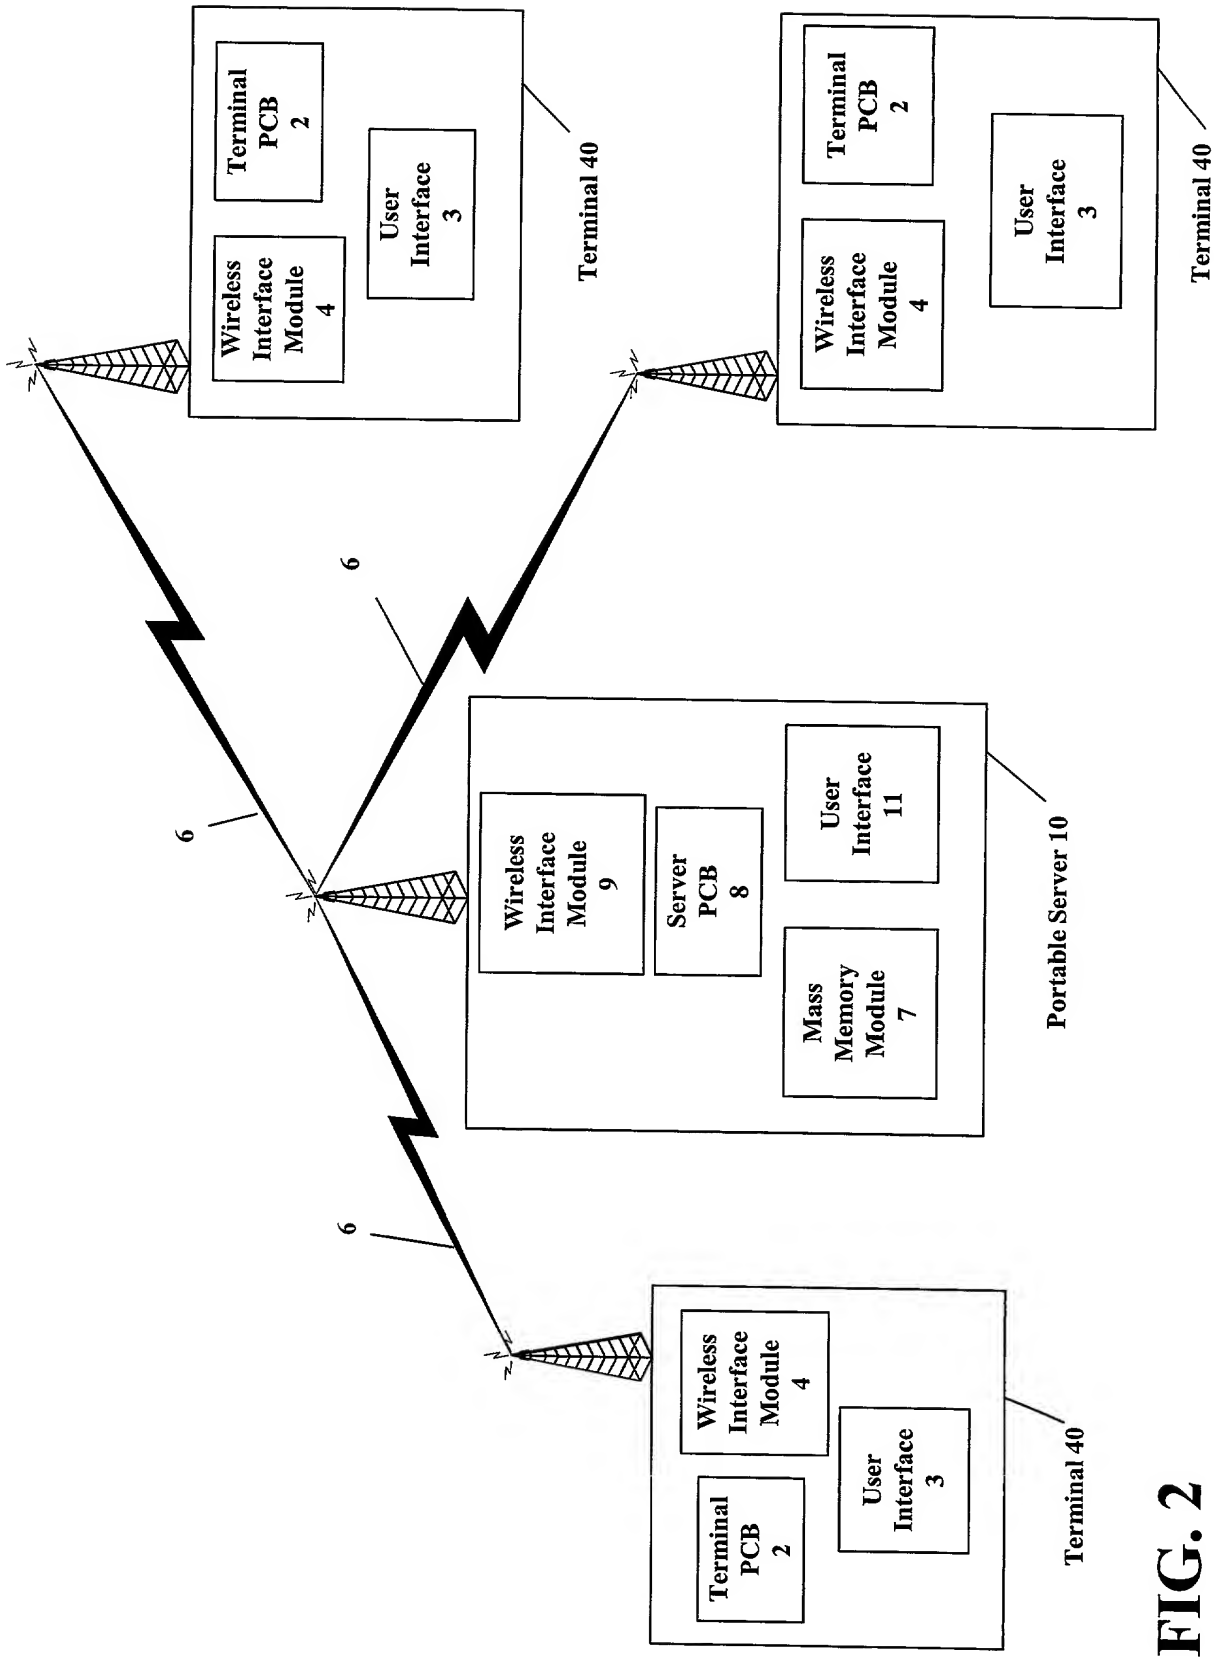 6
6
6
Terminal
PCB
2
Wireless
Interface
Module
4
User
Interface
3
Terminal 40
Wireless
Interface
Module
9
Server
PCB
8
Mass
Memory
Module
7
User
Interface
11
Portable Server 10
Wireless
Interface
Module
4
Terminal
PCB
2
User
Interface
3
Terminal 40
Wireless
Interface
Module
4
Terminal
PCB
2
User
Interface
3
Terminal 40
FIG. 2